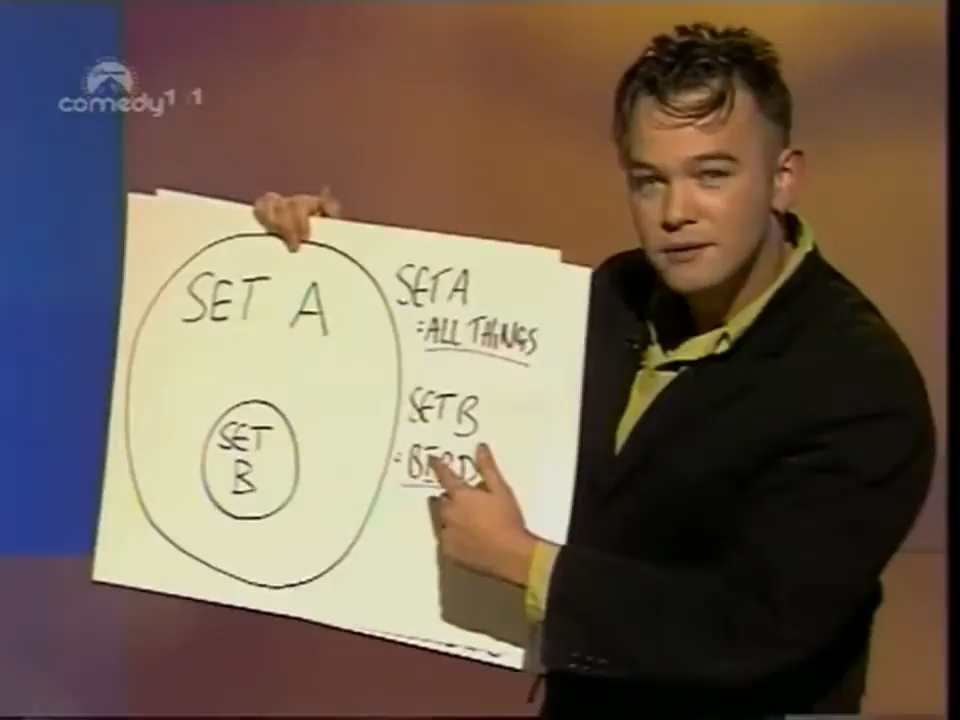 comedy
SET A
SET
B
SET A
=ALL THINGS
SET B
=BIRDS